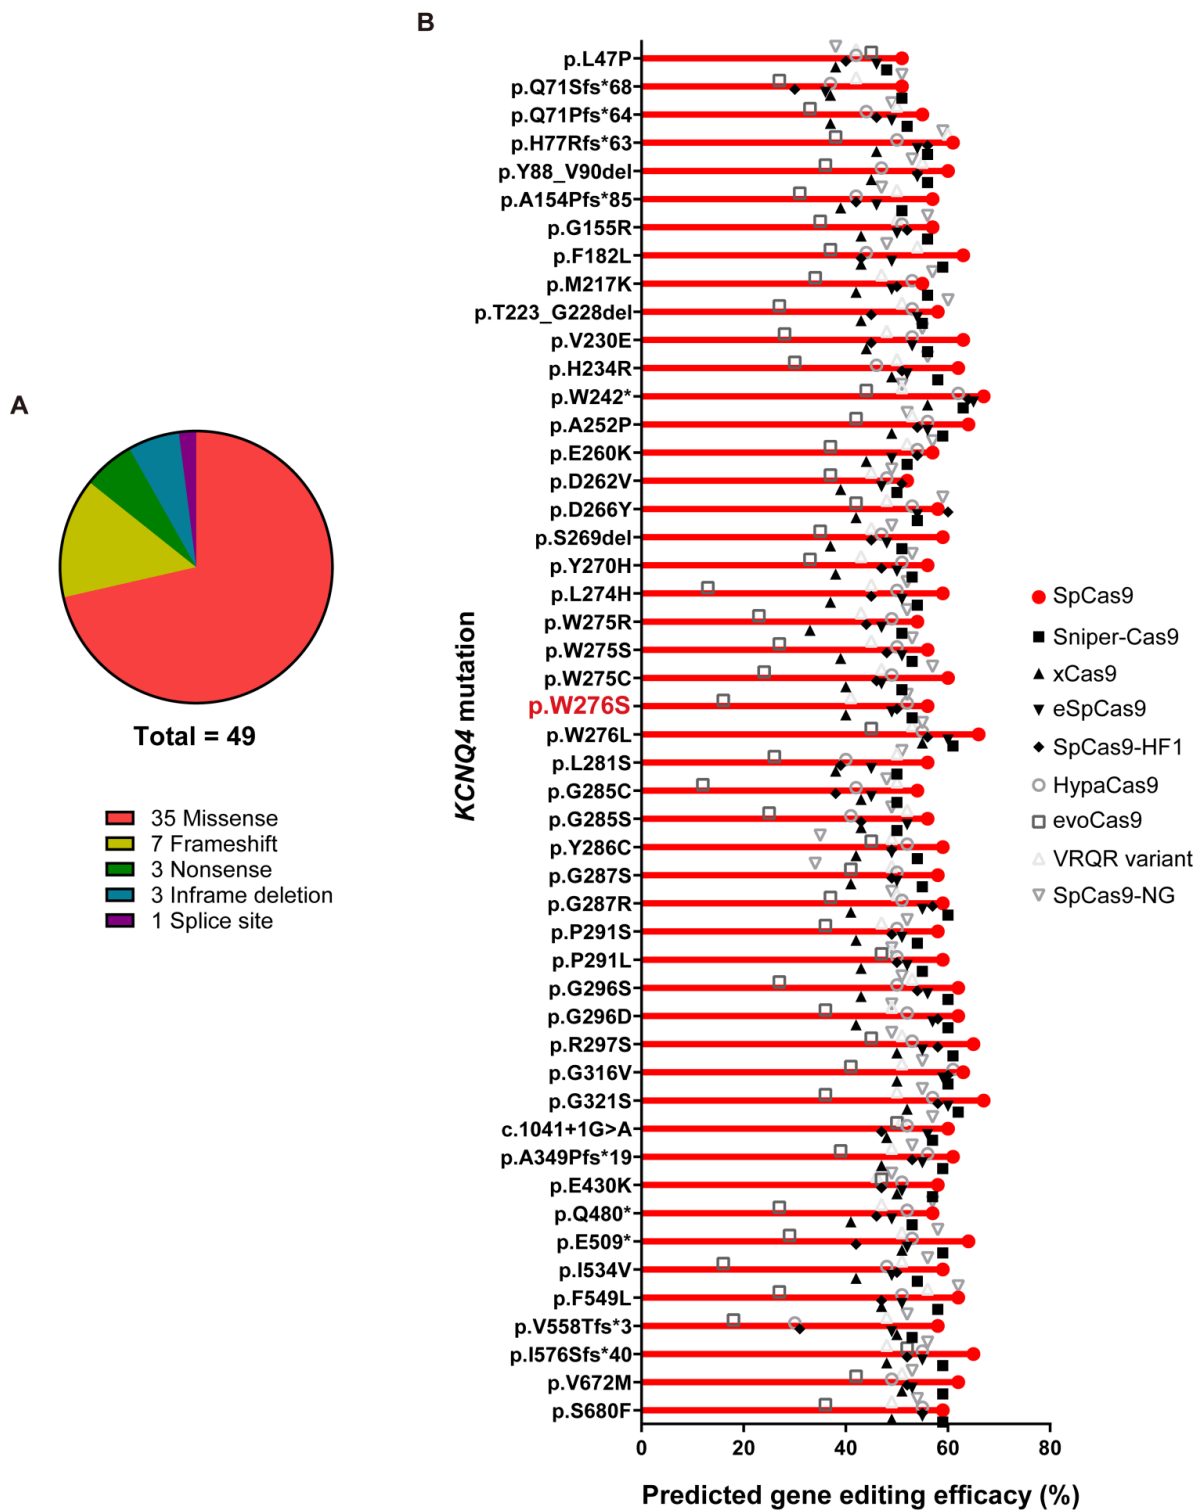 A
Total = 49
35 Missense
7 Frameshift
3 Nonsense
3 Inframe deletion
1 Splice site
B
KCNQ4 mutation
p.L47P
p.Q71Sfs*68
p.Q71Pfs*64
p.H77Rfs*63
p.Y88_V90del
p.A154Pfs*85
p.G155R
p.F182L
p.M217K
p.T223_G228del
p.V230E
p.H234R
p.W242*
p.A252P
p.E260K
p.D262V
p.D266Y
p.S269del
p.Y270H
p.L274H
p.W275R
p.W275S
p.W275C
p.W276S
p.W276L
p.L281S
p.G285C
p.G285S
p.Y286C
p.G287S
p.G287R
p.P291S
p.P291L
p.G296S
p.G296D
p.R297S
p.G316V
p.G321S
c.1041+1G>A
p.A349Pfs*19
p.E430K
p.Q480*
p.E509*
p.I534V
p.F549L
p.V558Tfs*3
p.I576Sfs*40
p.V672M
p.S680F
0 20 40 60 80
Predicted gene editing efficacy (%)
SpCas9
Sniper-Cas9
xCas9
eSpCas9
SpCas9-HF1
HypaCas9
evoCas9
VRQR variant
SpCas9-NG